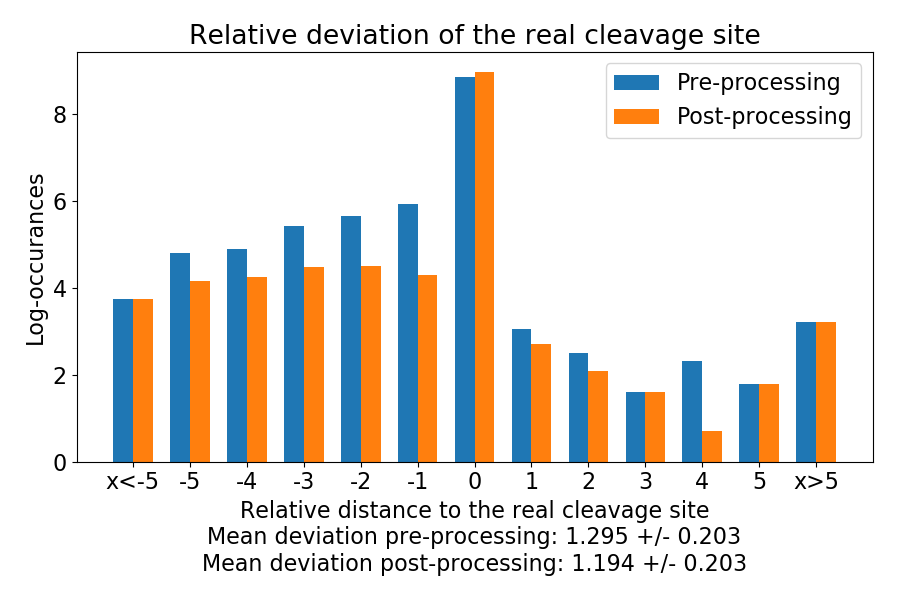 Relative deviation of the real cleavage site
Pre-processing
Post-processing
Log-occurances
8
6
4
2
0
x<-5 -5 -4 -3 -2 -1 0 1 2 3 4 5 x>5
Relative distance to the real cleavage site
Mean deviation pre-processing: 1.295 +/- 0.203
Mean deviation post-processing: 1.194 +/- 0.203